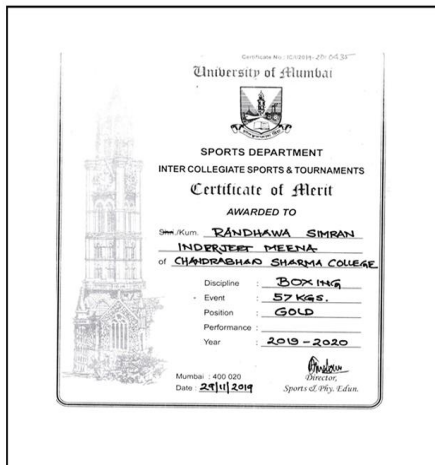 Certificate No.: IC1/2019-
University of Mumbai
SPORTS DEPARTMENT
INTER COLLEGIATE SPORTS & TOURNAMENTS
Certificate of Merit
AWARDED TO
Smt./Kum. RANDHAWA SIMRAN
INDERJEET MEENA
of CHANDRABHAN SHARMA COLLEGE
Discipline : BOXING
Event : 57 KGS.
Position : GOLD
Performance :
Year : 2019-2020
Mumbai : 400 020
Date : 29/11/2019
Director,
Sports & Phy. Edun.